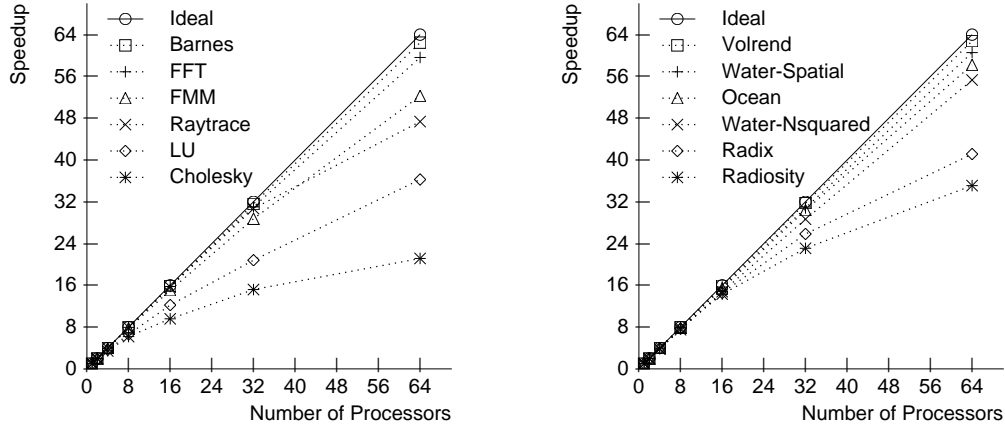 Speedup
Ideal
Barnes
FFT
FMM
Raytrace
LU
Cholesky
64
56
48
40
32
24
16
8
0
0 8 16 24 32 40 48 56 64
Number of Processors
Speedup
Ideal
Volrend
Water-Spatial
Ocean
Water-Nsquared
Radix
Radiosity
64
56
48
40
32
24
16
8
0
0 8 16 24 32 40 48 56 64
Number of Processors